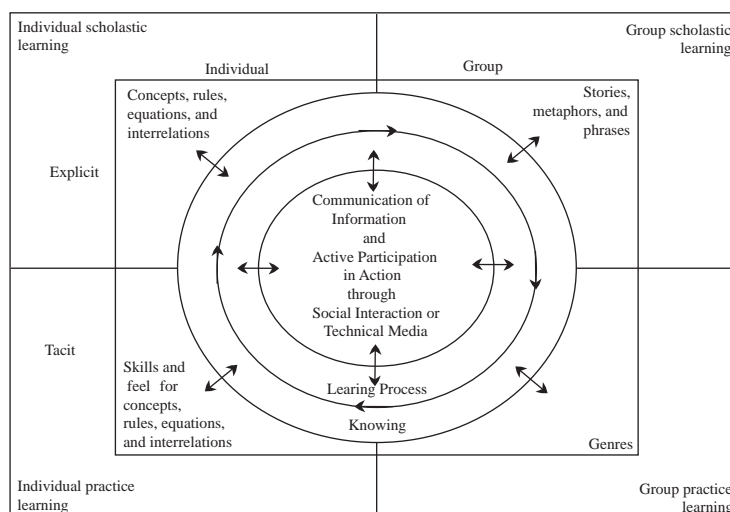 Individual scholastic
learning
Group scholastic
learning
Individual
Group
Concepts, rules,
equations, and
interrelations
Stories,
metaphors, and
phrases
Explicit
Communication of
Information
and
Active Participation
in Action
through
Social Interaction or
Technical Media
Tacit
Skills and
feel for
concepts,
rules, equations,
and interrelations
Learing Process
Knowing
Genres
Individual practice
learning
Group practice
learning